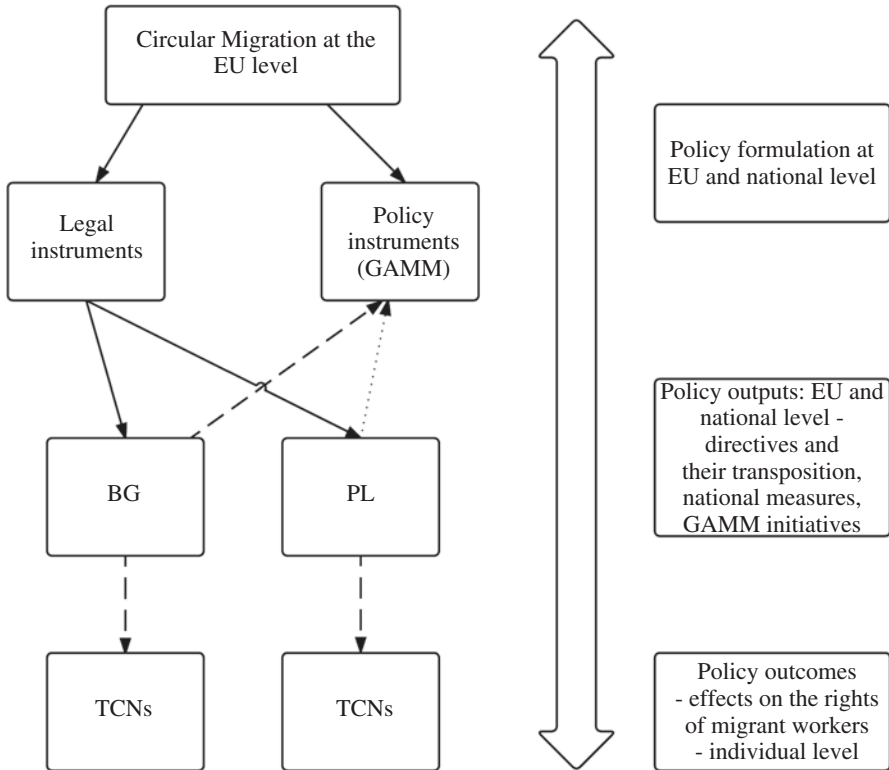 Circular Migration at the
EU level
Legal
instruments
Policy
instruments
(GAMM)
Policy formulation at
EU and national level
BG
PL
Policy outputs: EU and
national level -
directives and
their transposition,
national measures,
GAMM initiatives
TCNs
TCNs
Policy outcomes
- effects on the rights
of migrant workers
- individual level